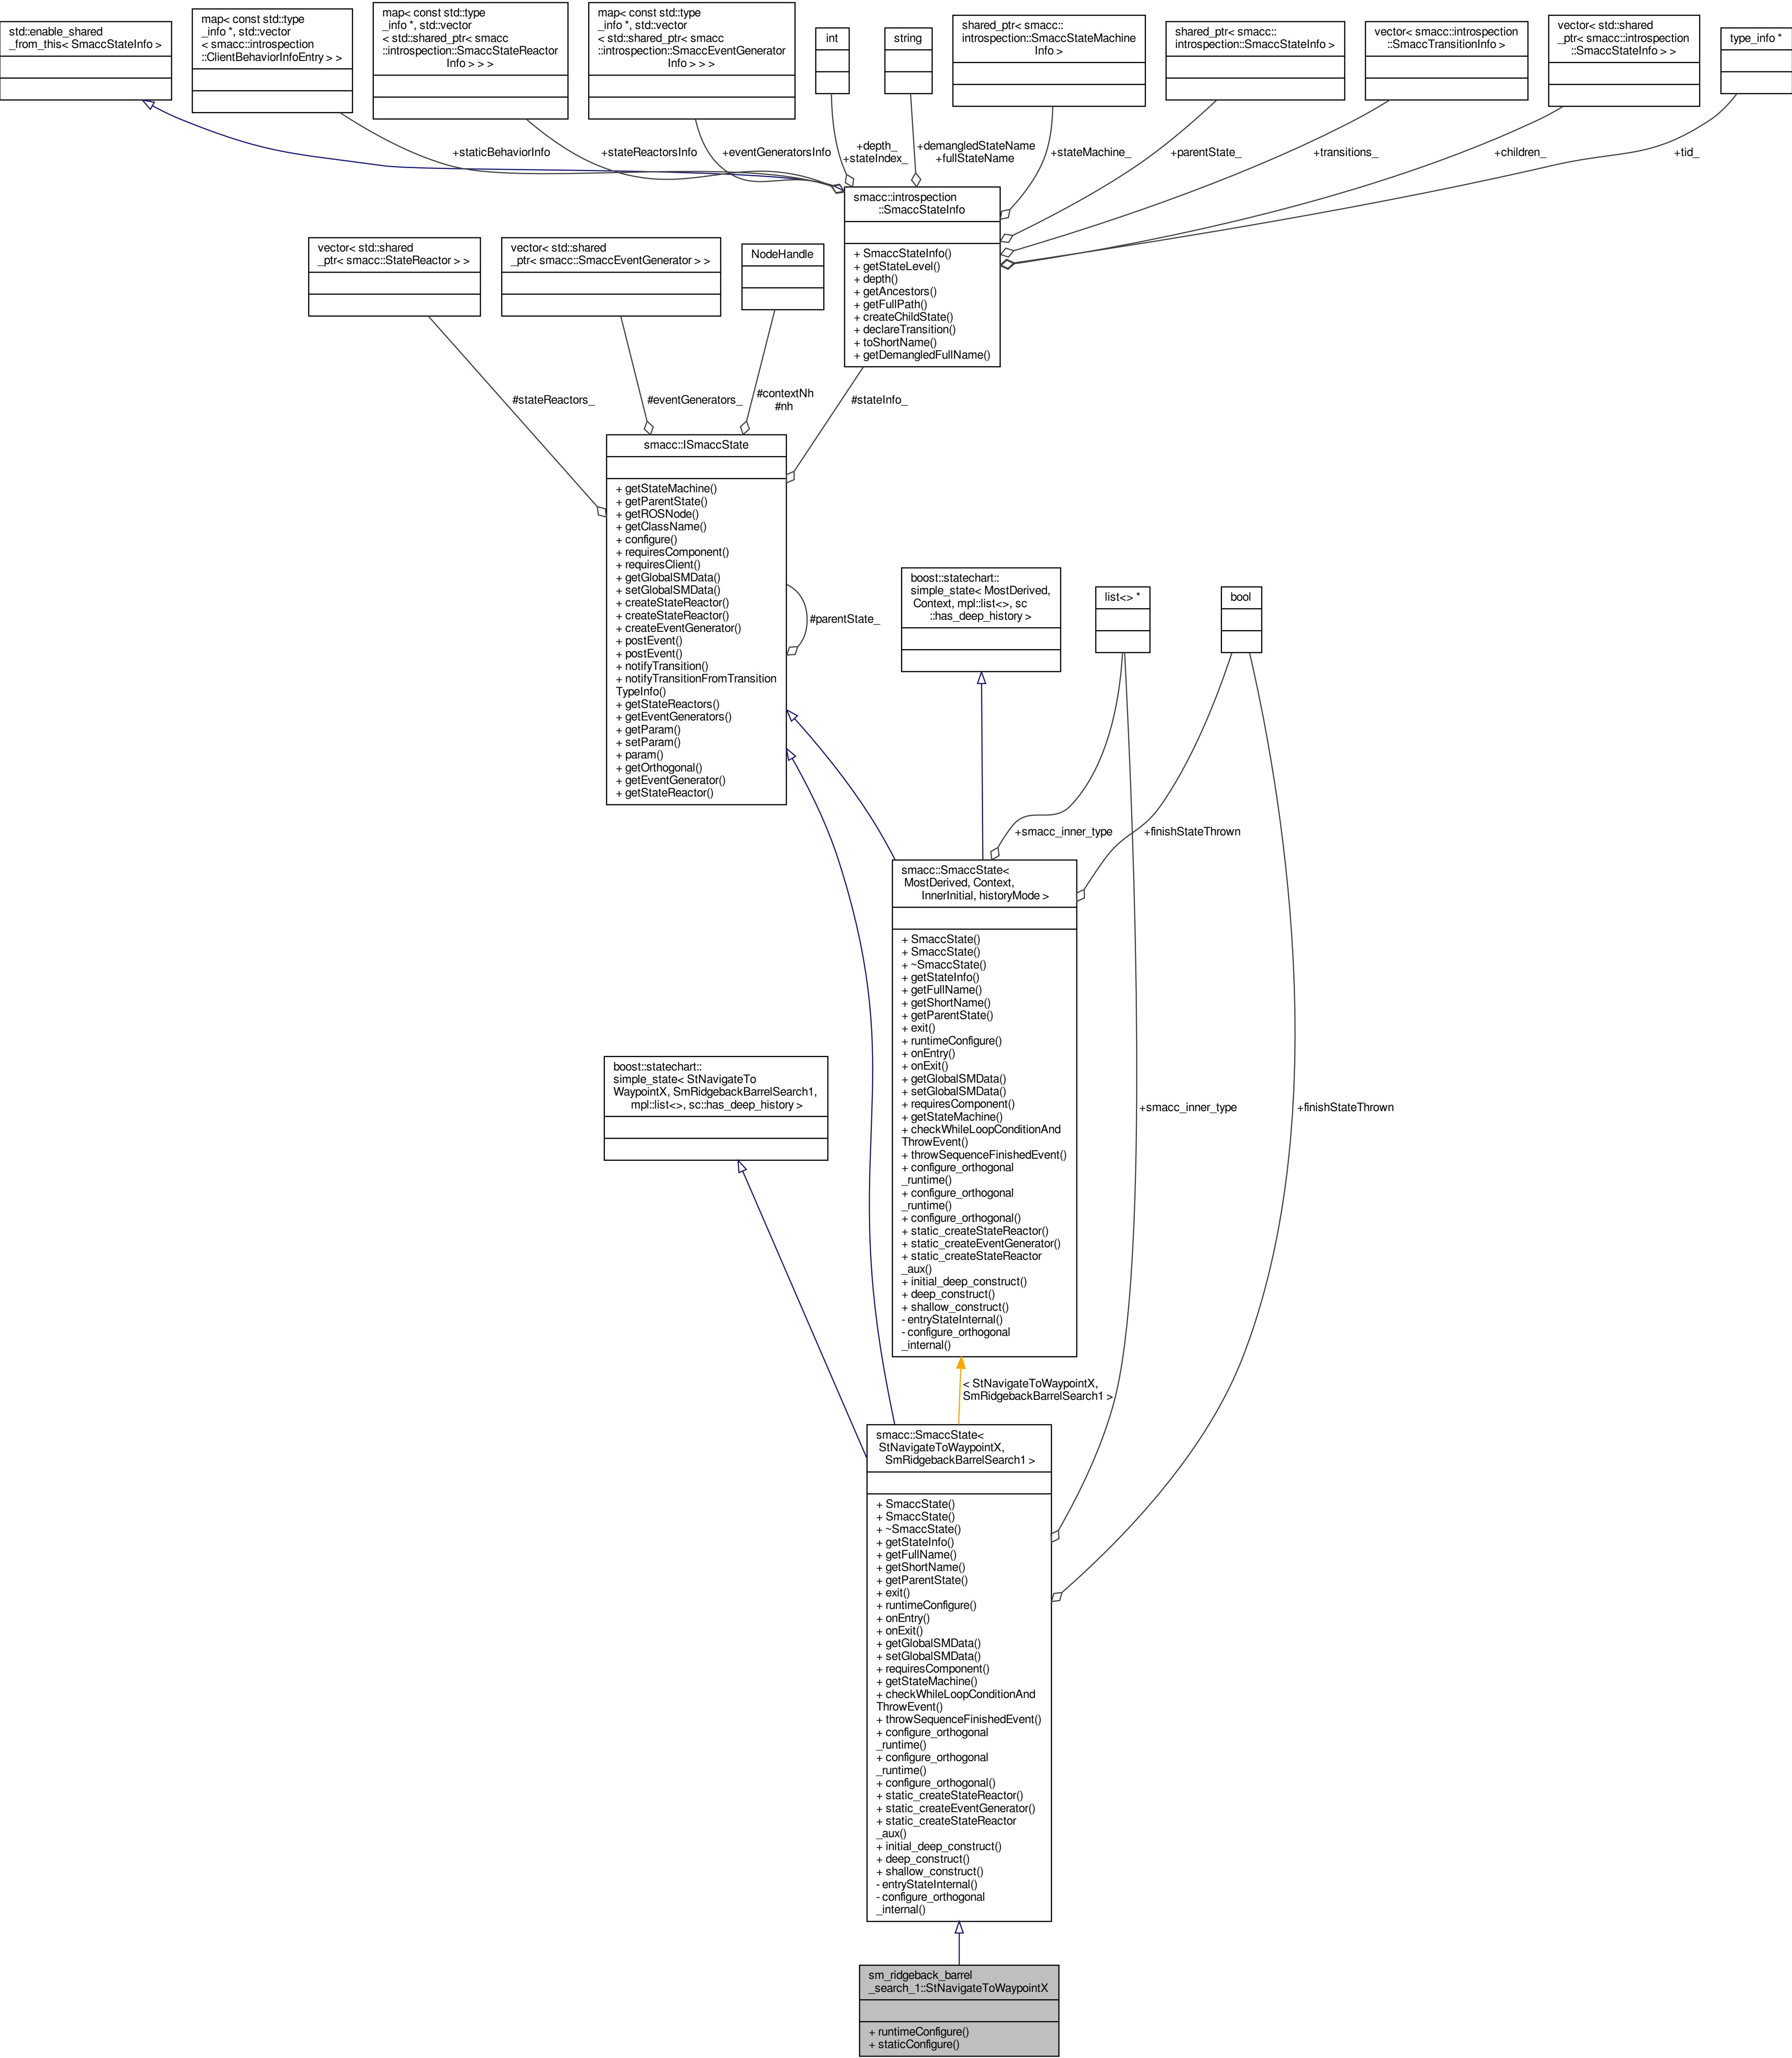 std::enable_shared
_from_this< SmaccStateInfo >
map< const std::type
_info *, std::vector
< smacc::introspection
::ClientBehaviorInfoEntry > >
map< const std::type
_info *, std::vector
< std::shared_ptr< smacc
::introspection::SmaccStateReactor
Info > > >
map< const std::type
_info *, std::vector
< std::shared_ptr< smacc
::introspection::SmaccEventGenerator
Info > > >
int
string
shared_ptr< smacc::
introspection::SmaccStateMachine
Info >
shared_ptr< smacc::
introspection::SmaccStateInfo >
vector< smacc::introspection
::SmaccTransitionInfo >
vector< std::shared
_ptr< smacc::introspection
::SmaccStateInfo > >
type_info *
+staticBehaviorInfo
+stateReactorsInfo
+eventGeneratorsInfo
+depth_
+stateIndex_
+demangledStateName
+fullStateName
+stateMachine_
+parentState_
+transitions_
+children_
+tid_
smacc::introspection
::SmaccStateInfo
+ SmaccStateInfo()
+ getStateLevel()
+ depth()
+ getAncestors()
+ getFullPath()
+ createChildState()
+ declareTransition()
+ toShortName()
+ getDemangledFullName()
vector< std::shared
_ptr< smacc::StateReactor > >
vector< std::shared
_ptr< smacc::SmaccEventGenerator > >
NodeHandle
#stateReactors_
#eventGenerators_
#contextNh
#nh
#stateInfo_
smacc::ISmaccState
+ getStateMachine()
+ getParentState()
+ getROSNode()
+ getClassName()
+ configure()
+ requiresComponent()
+ requiresClient()
+ getGlobalSMData()
+ setGlobalSMData()
+ createStateReactor()
+ createStateReactor()
+ createEventGenerator()
+ postEvent()
+ postEvent()
+ notifyTransition()
+ notifyTransitionFromTransition
TypeInfo()
+ getStateReactors()
+ getEventGenerators()
+ getParam()
+ setParam()
+ param()
+ getOrthogonal()
+ getEventGenerator()
+ getStateReactor()
#parentState_
boost::statechart::
simple_state< MostDerived,
Context, mpl::list<>, sc
::has_deep_history >
list<> *
bool
+smacc_inner_type
+finishStateThrown
smacc::SmaccState<
MostDerived, Context,
InnerInitial, historyMode >
+ SmaccState()
+ SmaccState()
+ ~SmaccState()
+ getStateInfo()
+ getFullName()
+ getShortName()
+ getParentState()
+ exit()
+ runtimeConfigure()
+ onEntry()
+ onExit()
+ getGlobalSMData()
+ setGlobalSMData()
+ requiresComponent()
+ getStateMachine()
+ checkWhileLoopConditionAnd
ThrowEvent()
+ throwSequenceFinishedEvent()
+ configure_orthogonal
_runtime()
+ configure_orthogonal
_runtime()
+ configure_orthogonal()
+ static_createStateReactor()
+ static_createEventGenerator()
+ static_createStateReactor
_aux()
+ initial_deep_construct()
+ deep_construct()
+ shallow_construct()
- entryStateInternal()
- configure_orthogonal
_internal()
boost::statechart::
simple_state< StNavigateTo
WaypointX, SmRidgebackBarrelSearch1,
mpl::list<>, sc::has_deep_history >
+smacc_inner_type
+finishStateThrown
< StNavigateToWaypointX,
SmRidgebackBarrelSearch1 >
smacc::SmaccState<
StNavigateToWaypointX,
SmRidgebackBarrelSearch1 >
+ SmaccState()
+ SmaccState()
+ ~SmaccState()
+ getStateInfo()
+ getFullName()
+ getShortName()
+ getParentState()
+ exit()
+ runtimeConfigure()
+ onEntry()
+ onExit()
+ getGlobalSMData()
+ setGlobalSMData()
+ requiresComponent()
+ getStateMachine()
+ checkWhileLoopConditionAnd
ThrowEvent()
+ throwSequenceFinishedEvent()
+ configure_orthogonal
_runtime()
+ configure_orthogonal
_runtime()
+ configure_orthogonal()
+ static_createStateReactor()
+ static_createEventGenerator()
+ static_createStateReactor
_aux()
+ initial_deep_construct()
+ deep_construct()
+ shallow_construct()
- entryStateInternal()
- configure_orthogonal
_internal()
sm_ridgeback_barrel
_search_1::StNavigateToWaypointX
+ runtimeConfigure()
+ staticConfigure()